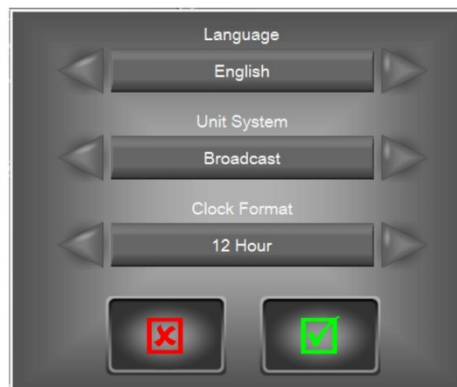 Language
English
Unit System
Broadcast
Clock Format
12 Hour